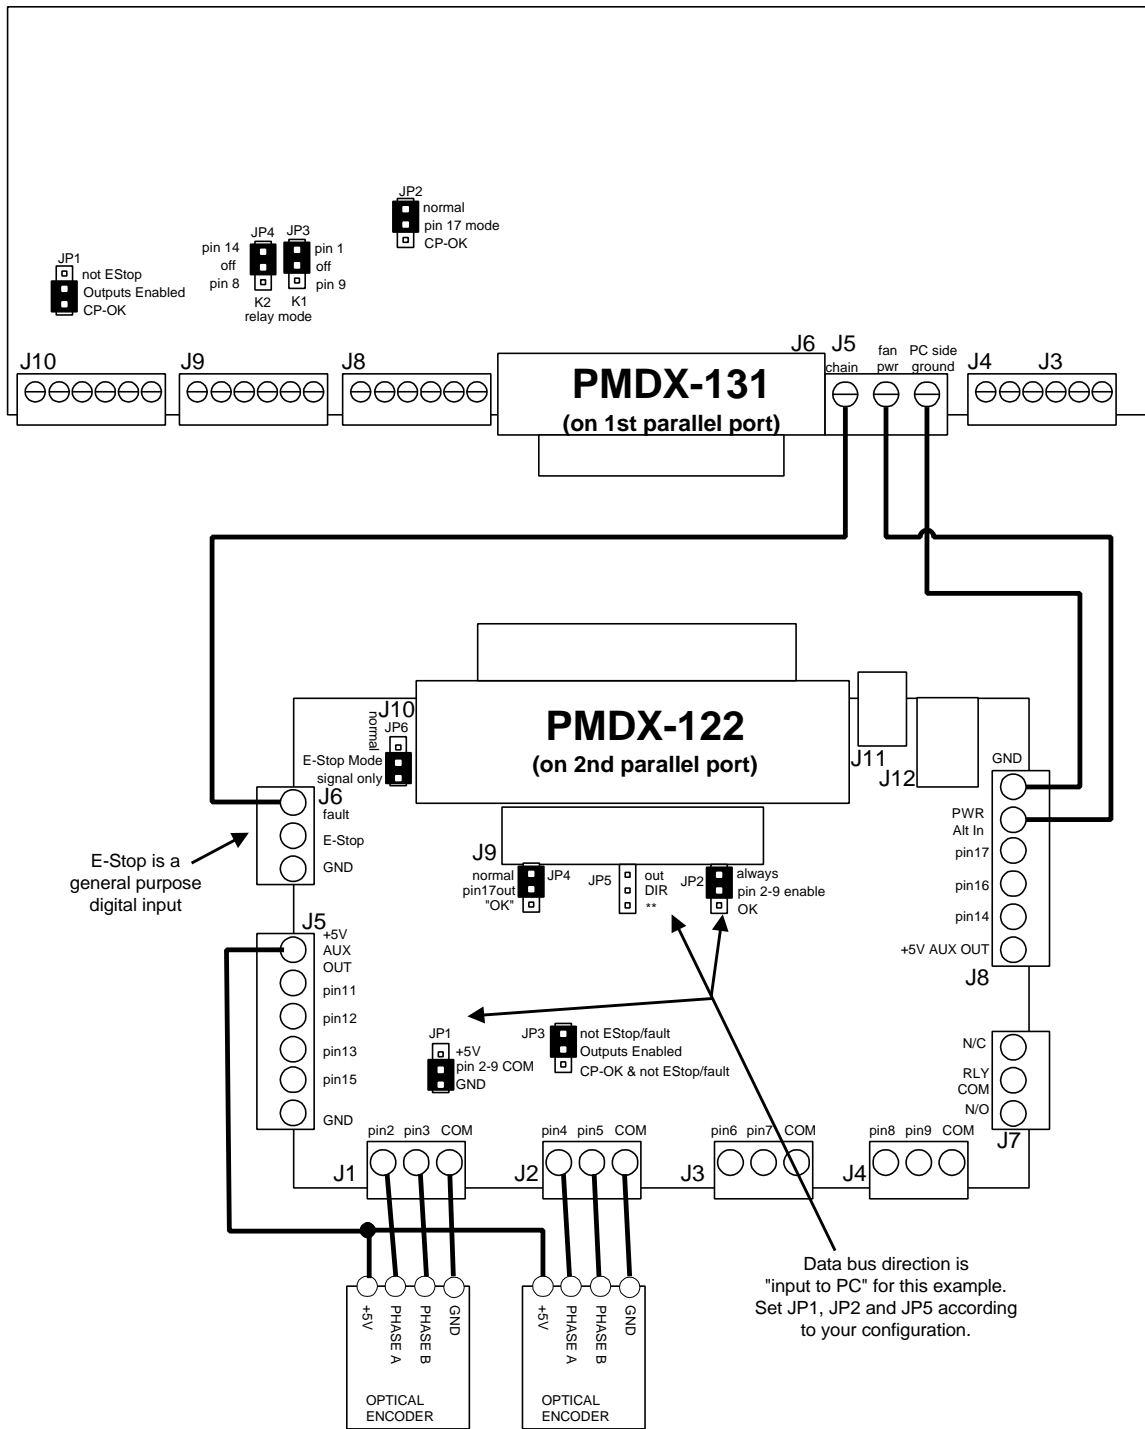 JP2
normal
pin 17 mode
CP-OK
JP4
JP3
pin 14
off
pin 8
pin 1
off
pin 9
K2
K1
relay mode
JP1
not EStop
Outputs Enabled
CP-OK
J10
J9
J8
J6
J5
chain
fan
pwr
PC side
ground
J4
J3
PMDX-131
(on 1st parallel port)
J10
normal
JP6
E-Stop Mode
signal only
PMDX-122
(on 2nd parallel port)
J11
J12
J6
fault
E-Stop
GND
E-Stop is a
general purpose
digital input
J9
normal
pin17out
"OK"
JP4
JP5
out
DIR
**
JP2
always
pin 2-9 enable
OK
GND
PWR
Alt In
pin17
pin16
pin14
+5V AUX OUT
J8
J5
+5V
AUX
OUT
pin11
pin12
pin13
pin15
GND
JP1
+5V
pin 2-9 COM
GND
JP3
not EStop/fault
Outputs Enabled
CP-OK & not EStop/fault
N/C
RLY
COM
N/O
J7
pin2 pin3 COM
J1
pin4 pin5 COM
J2
pin6 pin7 COM
J3
pin8 pin9 COM
J4
Data bus direction is
"input to PC" for this example.
Set JP1, JP2 and JP5 according
to your configuration.
+5V
PHASE A
PHASE B
GND
OPTICAL
ENCODER
+5V
PHASE A
PHASE B
GND
OPTICAL
ENCODER